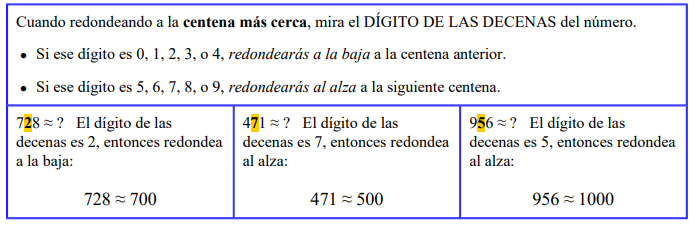 Cuando redondeando a la centena más cerca, mira el DÍGITO DE LAS DECENAS del número.
• Si ese dígito es 0, 1, 2, 3, o 4, redondearás a la baja a la centena anterior.
• Si ese dígito es 5, 6, 7, 8, o 9, redondearás al alza a la siguiente centena.
728 ≈ ? El dígito de las
decenas es 2, entonces redondea
a la baja:
728 ≈ 700
471 ≈ ? El dígito de las
decenas es 7, entonces redondea
al alza:
471 ≈ 500
956 ≈ ? El dígito de las
decenas es 5, entonces redondea
al alza:
956 ≈ 1000